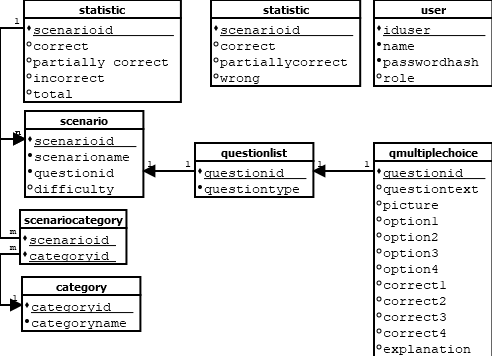 statistic
scenarioid
correct
partially correct
incorrect
total
statistic
scenarioid
correct
partiallycorrect
wrong
user
iduser
name
passwordhash
role
1
scenario
scenarioid
scenarioname
questionid
difficulty
1
1
questionlist
questionid
questiontype
1
1
qmultiplechoice
questionid
questiontext
picture
option1
option2
option3
option4
correct1
correct2
correct3
correct4
explanation
scenariocategory
scenarioid
categoryid
m
m
category
categoryid
categoryname
1